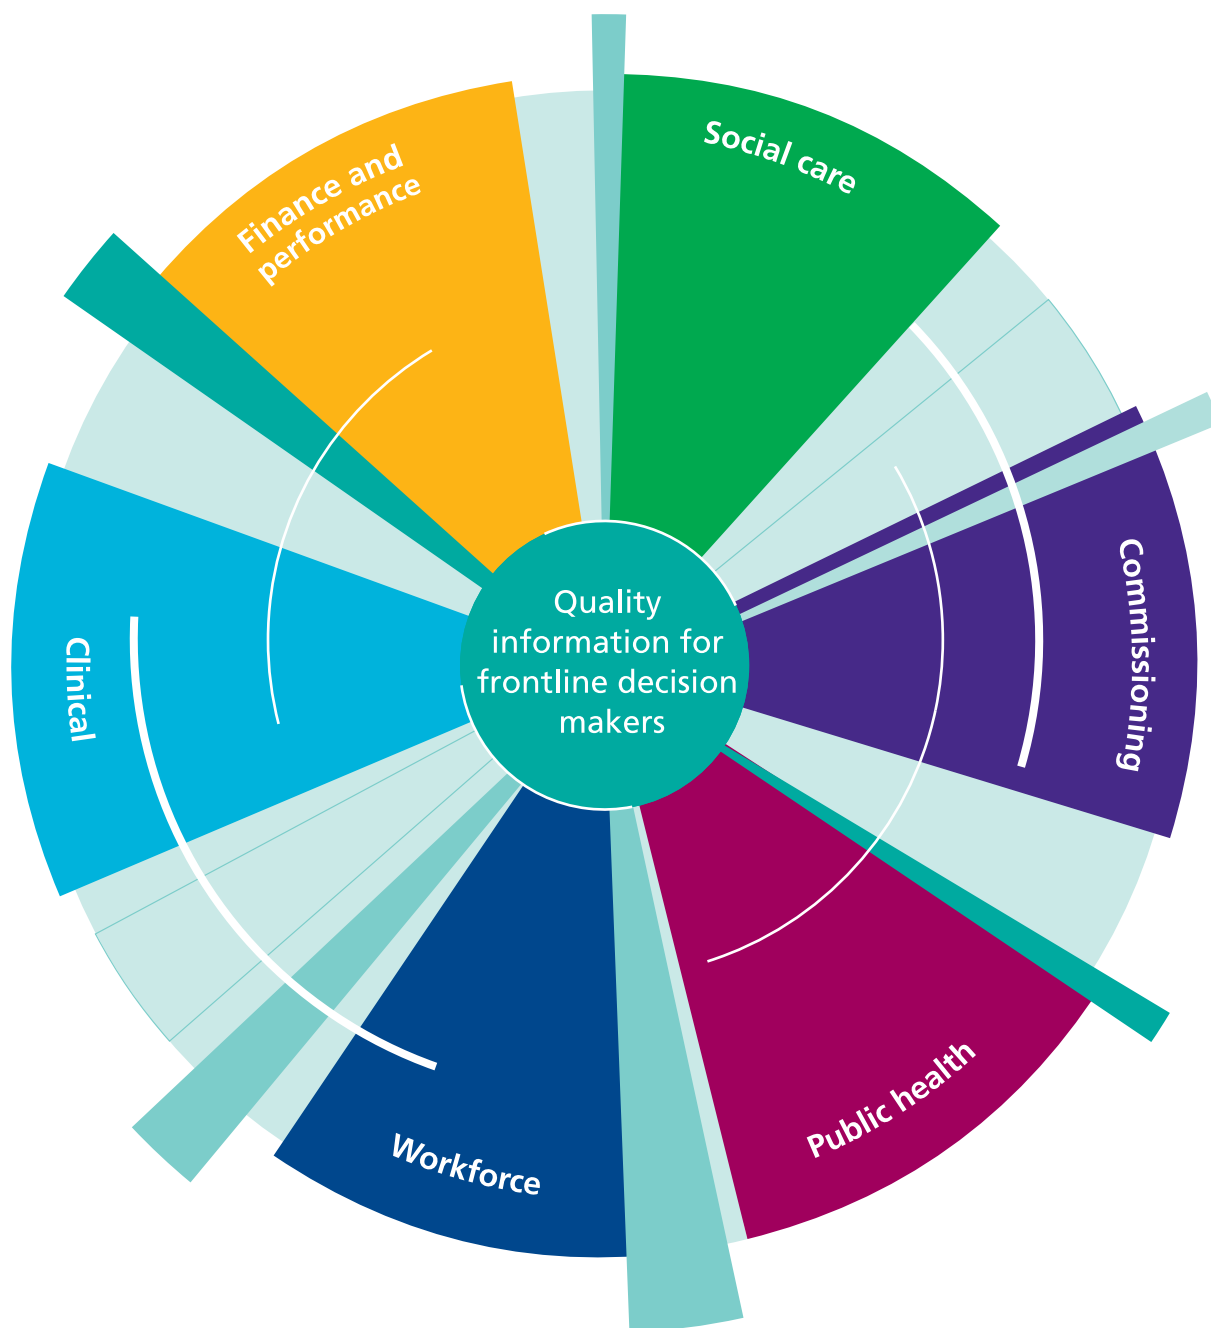 Social care
Commissioning
Public health
Workforce
Clinical
Finance and
performance
Quality
information for
frontline decision
makers